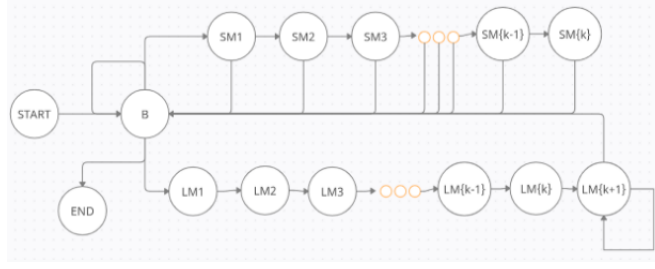 SM1 SM2 SM3 SM{k-1} SM{k}
START B
LM1 LM2 LM3 LM{k-1} LM{k} LM{k+1}
END